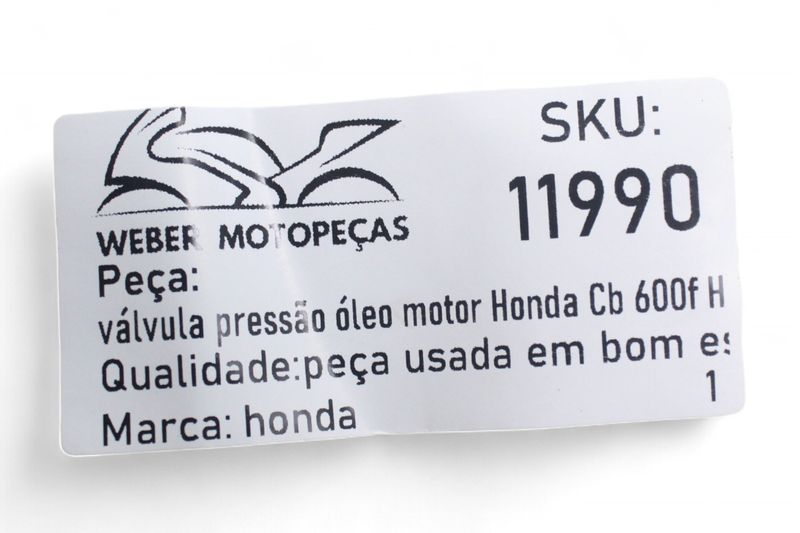 SKU:
11990
WEBER MOTOPEÇAS
Peça:
válvula pressão óleo motor Honda Cb 600f H
Qualidade:peça usada em bom es
1
Marca: honda